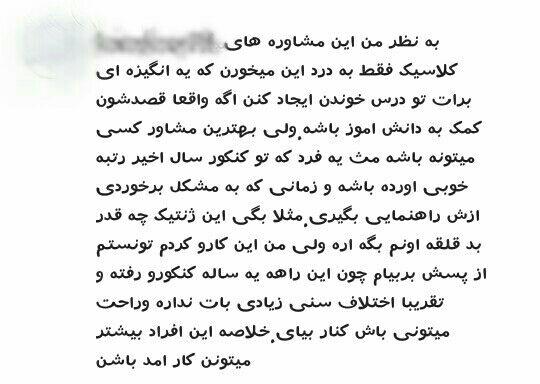 به نظر من این مشاوره های
کلاسیک فقط به درد این میخورن که یه انگیزه ای
برات تو درس خوندن ایجاد کنن اگه واقعا قصدشون
کمک به دانش اموز باشه,ولی بهترین مشاور کسی
میتونه باشه مث یه فرد که تو کنکور سال اخیر رتبه
خوبی اورده باشه و زمانی که به مشکل برخوردی
ازش راهنمایی بگیری,مثلا بگی این ژنتیک چه قدر
بد قلقه اونم بگه اره ولی من این کارو کردم تونستم
از پسش بربیام چون این راهه یه ساله کنکورو رفته و
تقریبا اختلاف سنی زیادی بات نداره وراحت
میتونی باش کنار بیای,خلاصه این افراد بیشتر
میتونن کار امد باشن